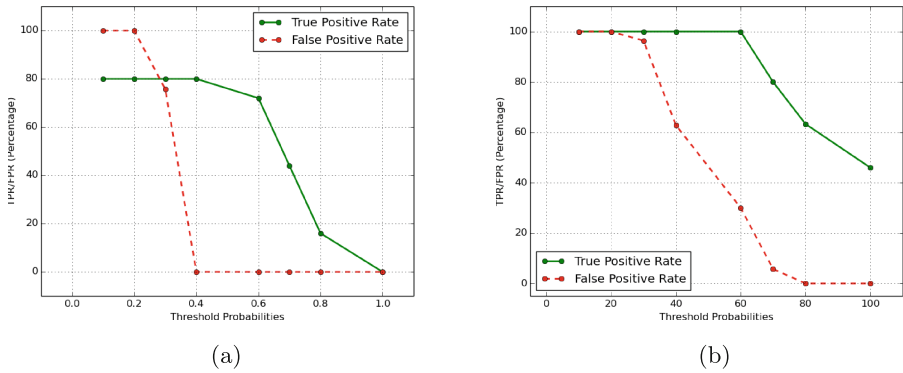 True Positive Rate
False Positive Rate
100
80
60
40
20
0
TPR/FPR (Percentage)
0.0 0.2 0.4 0.6 0.8 1.0
Threshold Probabilities
(a)
100
80
60
40
20
0
TPR/FPR (Percentage)
True Positive Rate
False Positive Rate
0 20 40 60 80 100
Threshold Probabilities
(b)